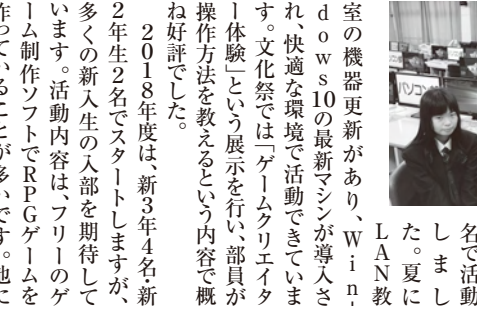 パソコン
名で活動
しまし
た。夏に
LAN教
室の機器更新があり、Win-
dows10の最新マシンが導入さ
れ、快適な環境で活動できていま
す。文化祭では「ゲームクリエイタ
ー体験」という展示を行い、部員が
操作方法を教えるという内容で概
ね好評でした。
2018年度は、新3年4名・新
2年生2名でスタートしますが、
多くの新入生の入部を期待して
います。活動内容は、フリーのゲ
ーム制作ソフトでRPGゲームを
作っていることが多いです。他に